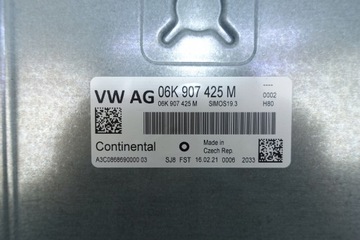 VW AG 06K 907 425 M
06K 907 425 M SIMOS19.3
----
0002
H80
Continental
Made in
Czech Rep.
A3C0868690000 03 SJ6 FST 16.02.21 0006 2033